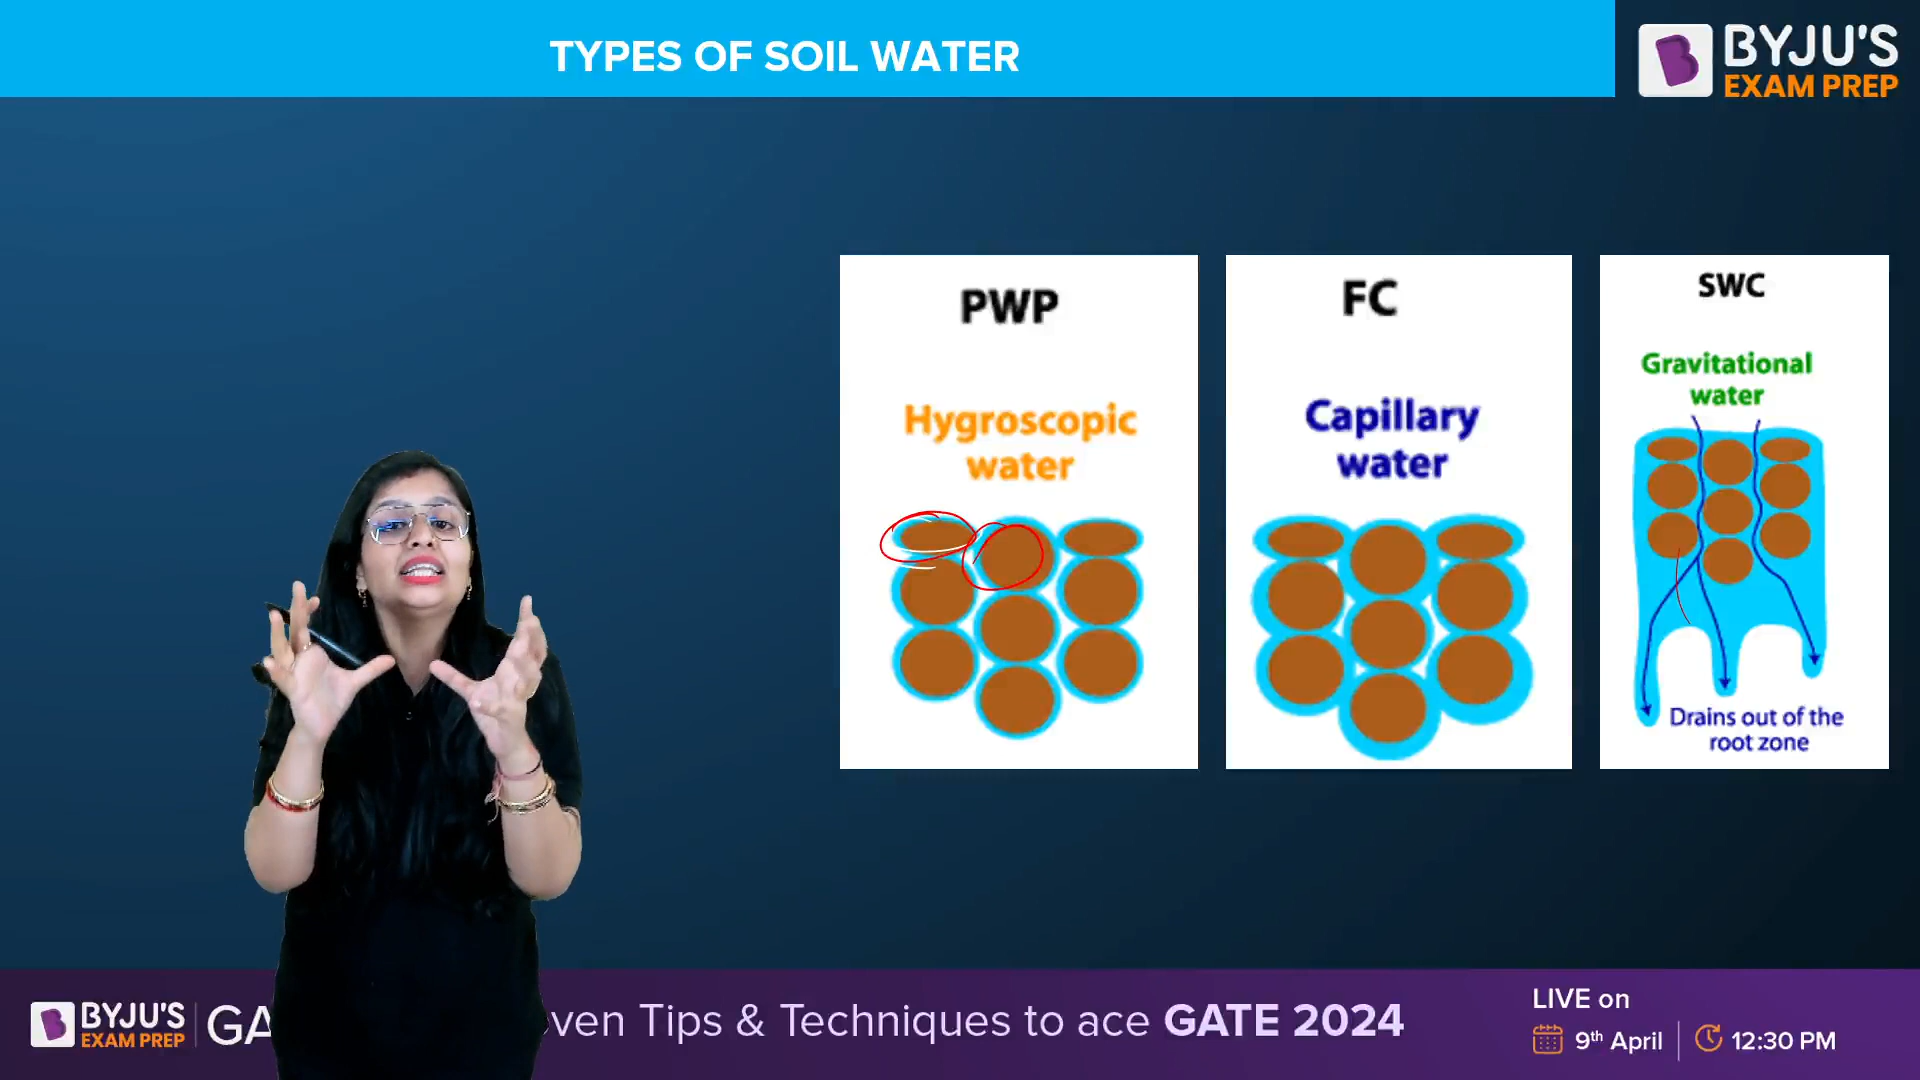 TYPES OF SOIL WATER
BYJU'S
EXAM PREP
PWP
Hygroscopic
water
FC
Capillary
water
SWC
Gravitational
water
Drains out of the
root zone
BYJU'S
EXAM PREP
GA
ven Tips & Techniques to ace GATE 2024
LIVE on
9th April
12:30 PM